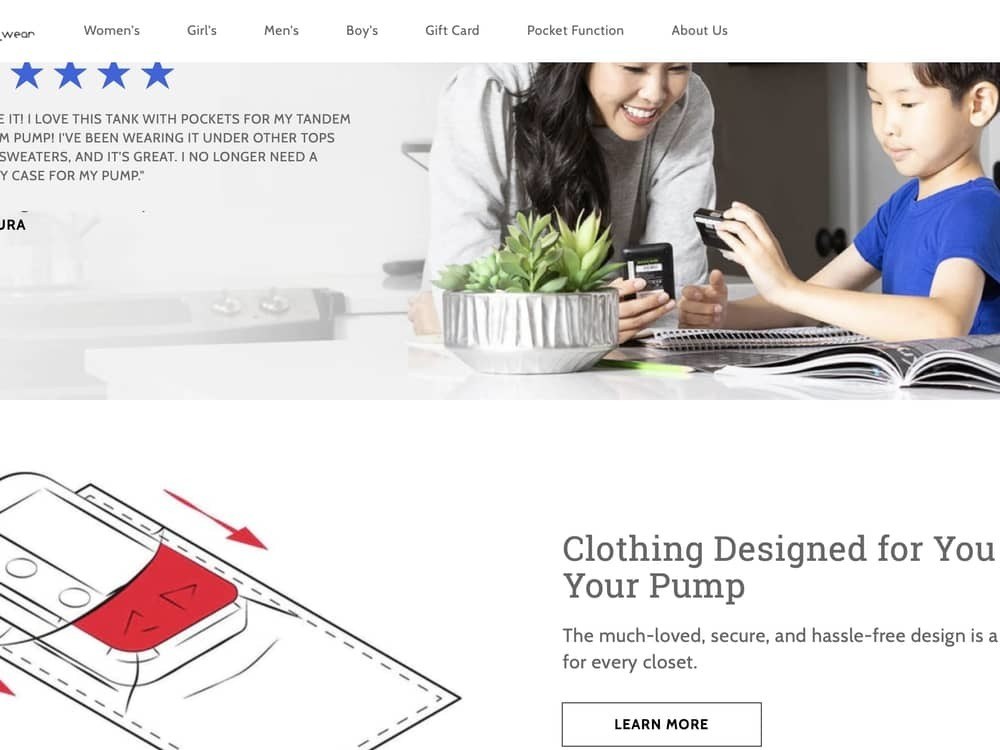 wear
Women's Girl's Men's Boy's Gift Card Pocket Function About Us
E IT! I LOVE THIS TANK WITH POCKETS FOR MY TANDEM
M PUMP! I'VE BEEN WEARING IT UNDER OTHER TOPS
SWEATERS, AND IT'S GREAT. I NO LONGER NEED A
Y CASE FOR MY PUMP."
URA
Clothing Designed for You
Your Pump
The much-loved, secure, and hassle-free design is a
for every closet.
LEARN MORE